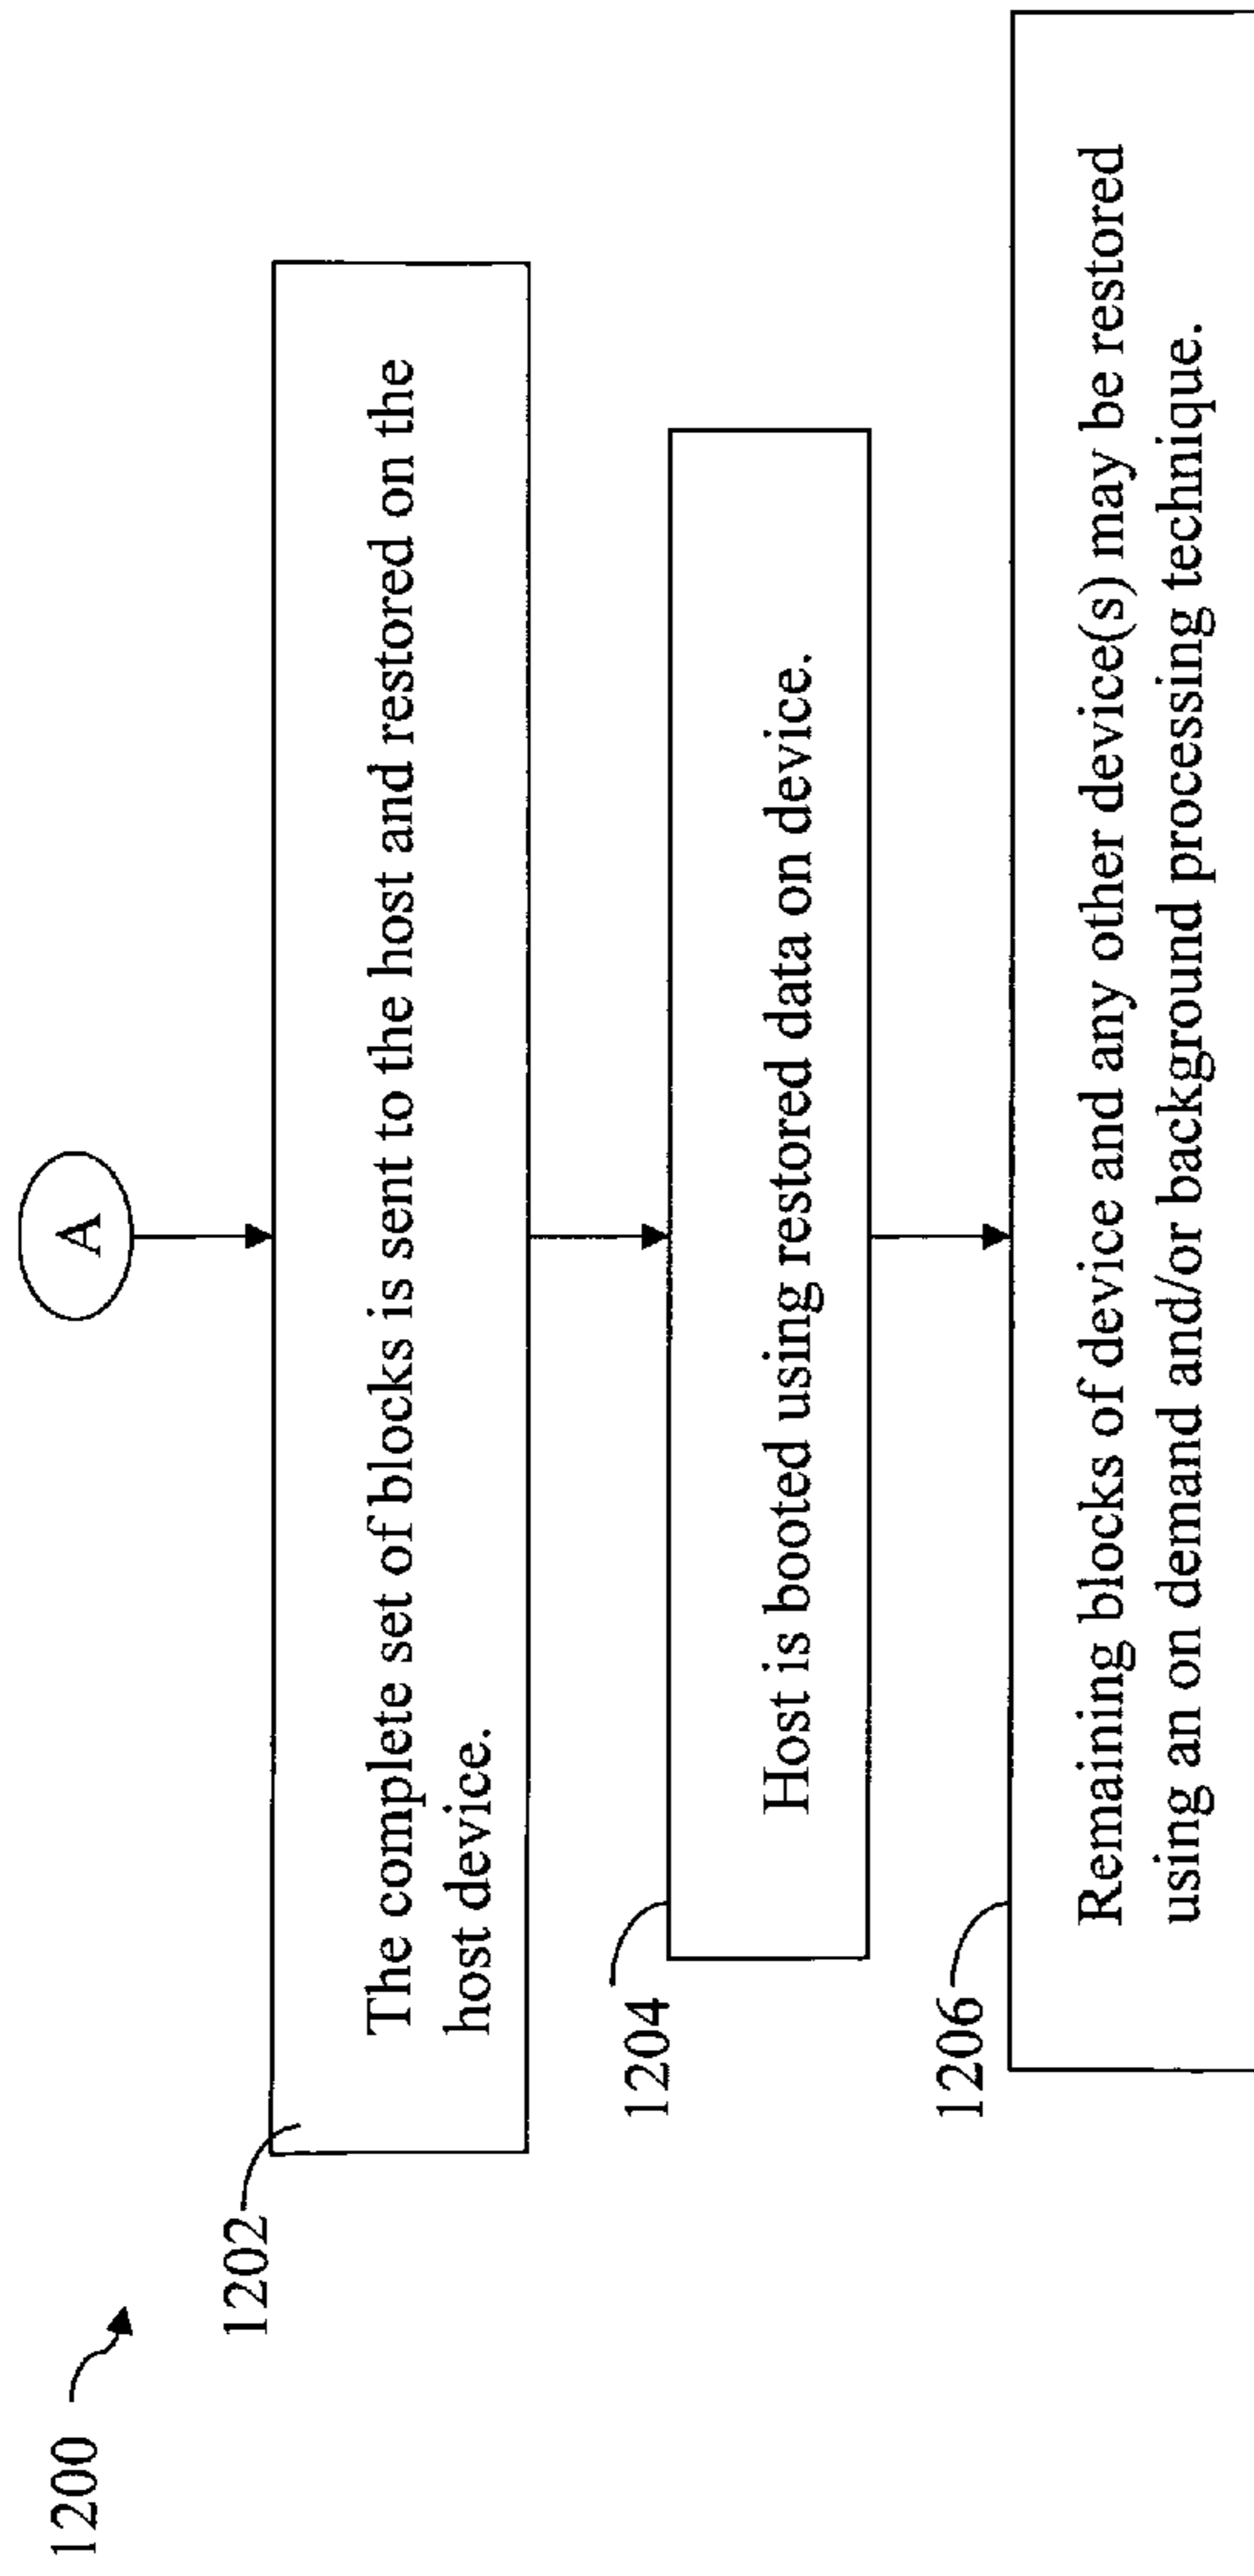 1200
A
1202
The complete set of blocks is sent to the host and restored on the
host device.
1204
Host is booted using restored data on device.
1206
Remaining blocks of device and any other device(s) may be restored
using an on demand and/or background processing technique.